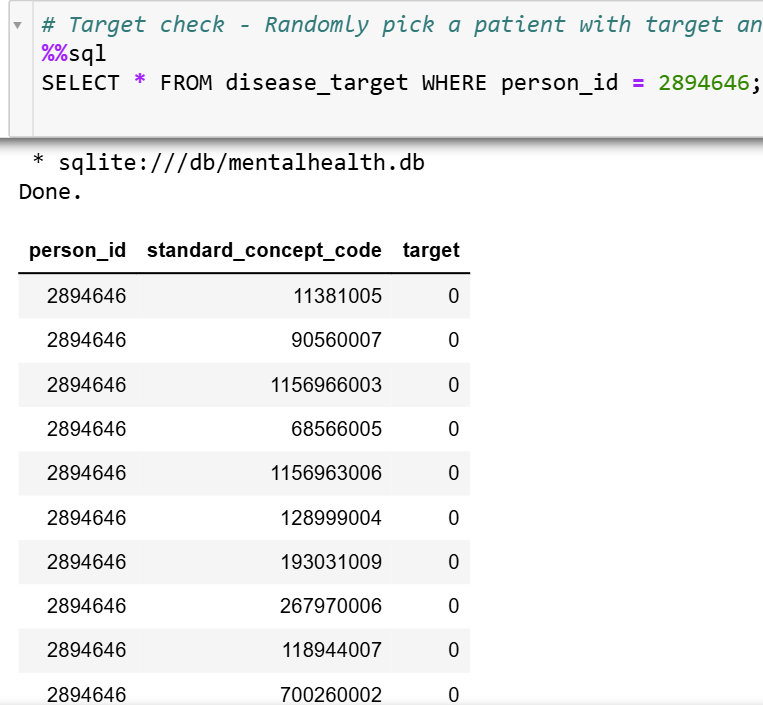 # Target check - Randomly pick a patient with target an
%%sql
SELECT * FROM disease_target WHERE person_id = 2894646;
* sqlite:///db/mentalhealth.db
Done.
person_id standard_concept_code target
2894646 11381005 0
2894646 90560007 0
2894646 1156966003 0
2894646 68566005 0
2894646 1156963006 0
2894646 128999004 0
2894646 193031009 0
2894646 267970006 0
2894646 118944007 0
2894646 700260002 0